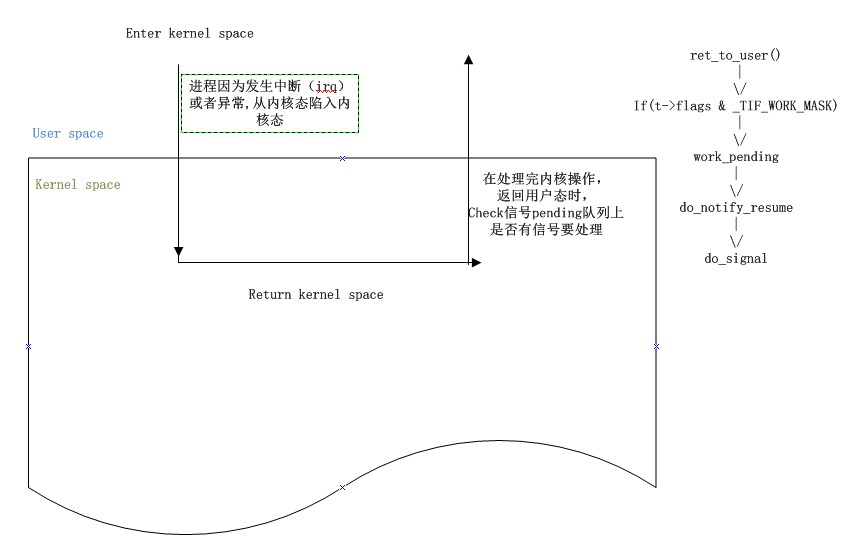 Enter kernel space
进程因为发生中断（irq）
或者异常,从内核态陷入内
核态
User space
Kernel space
在处理完内核操作，
返回用户态时，
Check信号pending队列上
是否有信号要处理
Return kernel space
ret_to_user()
|
\/
If(t->flags & _TIF_WORK_MASK)
|
\/
work_pending
|
\/
do_notify_resume
|
\/
do_signal